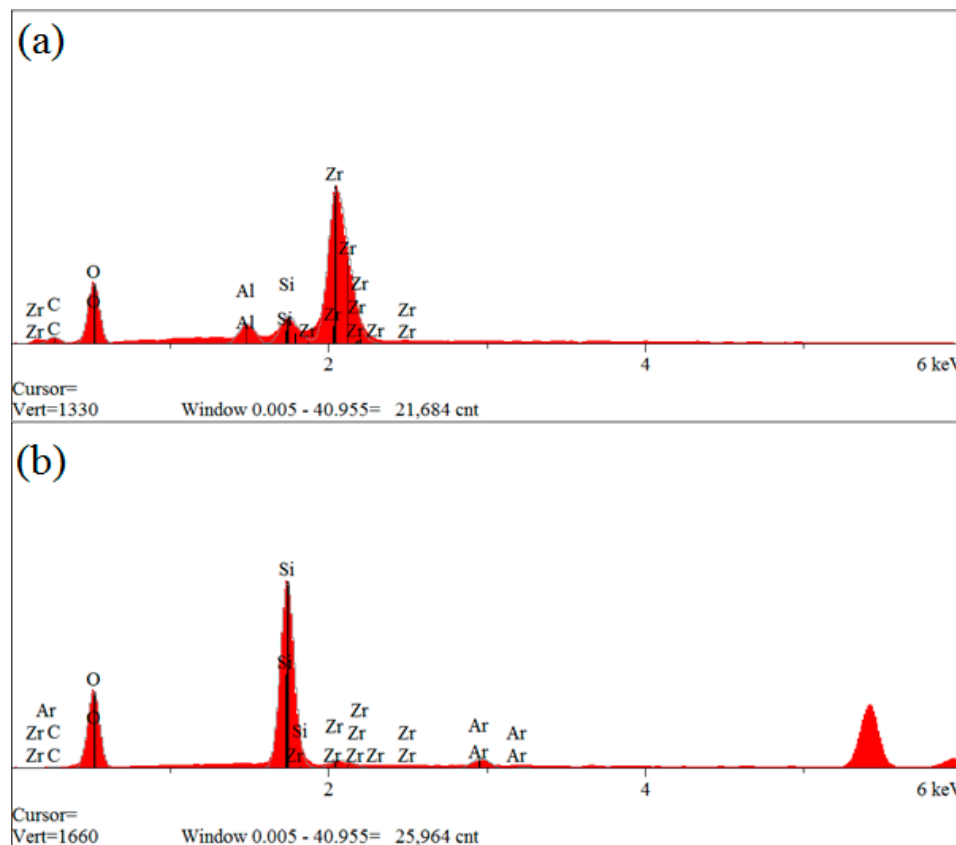 (a)
Zr
Zr
O
Al Si Zr
Zr C O Zr Zr
Zr C Al Si Zr Zr Zr Zr Zr
2 4 6 keV
Cursor=
Vert=1330 Window 0.005 - 40.955= 21,684 cnt
(b)
Si
Si
O
Ar O Zr Ar
Zr C Si Zr Zr Zr Ar
Zr C Zr Zr Zr Zr Zr Ar Ar
2 4 6 keV
Cursor=
Vert=1660 Window 0.005 - 40.955= 25,964 cnt